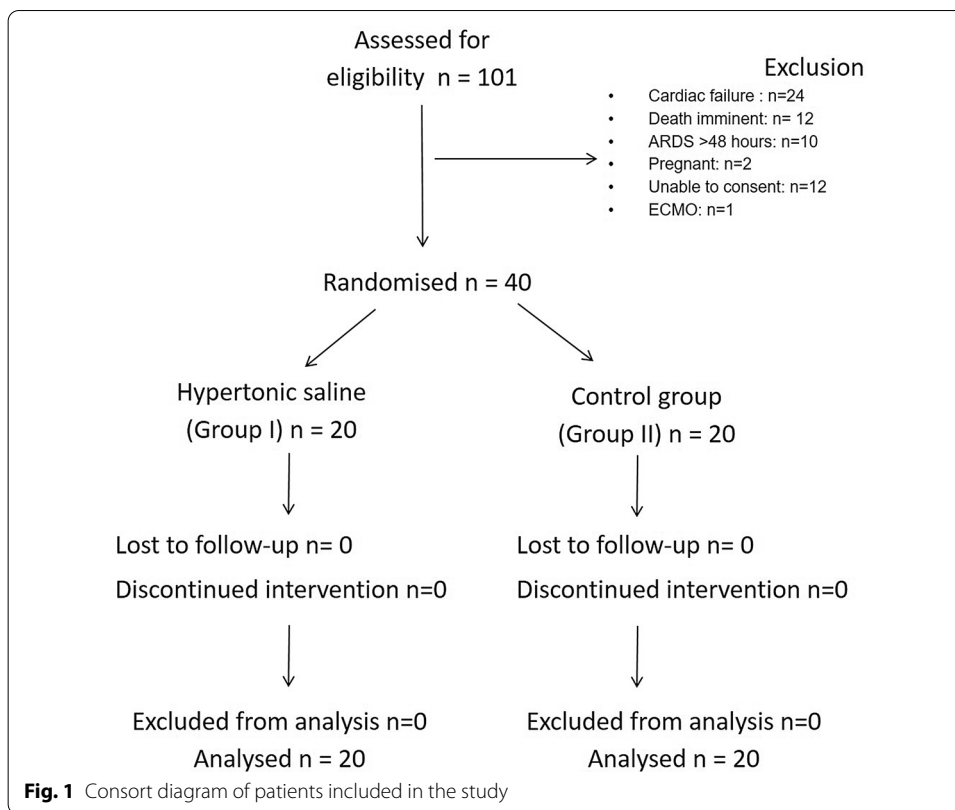 Assessed for
eligibility n = 101
Exclusion
• Cardiac failure : n=24
• Death imminent: n= 12
• ARDS >48 hours: n=10
• Pregnant: n=2
• Unable to consent: n=12
• ECMO: n=1
Randomised n = 40
Hypertonic saline
(Group I) n = 20
Control group
(Group II) n = 20
Lost to follow-up n= 0
Discontinued intervention n=0
Lost to follow-up n= 0
Discontinued intervention n=0
Excluded from analysis n=0
Analysed n = 20
Excluded from analysis n=0
Analysed n = 20
Fig. 1 Consort diagram of patients included in the study